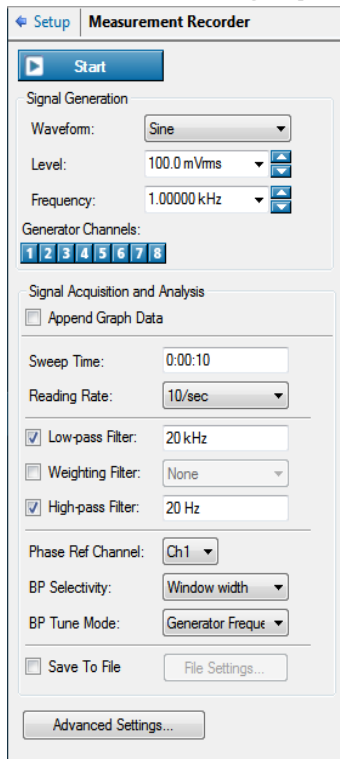 Setup Measurement Recorder
Start
Signal Generation
Waveform: Sine
Level: 100.0 mVrms
Frequency: 1.00000 kHz
Generator Channels:
1 2 3 4 5 6 7 8
Signal Acquisition and Analysis
Append Graph Data
Sweep Time: 0:00:10
Reading Rate: 10/sec
Low-pass Filter: 20 kHz
Weighting Filter: None
High-pass Filter: 20 Hz
Phase Ref Channel: Ch1
BP Selectivity: Window width
BP Tune Mode: Generator Freque
Save To File File Settings...
Advanced Settings...